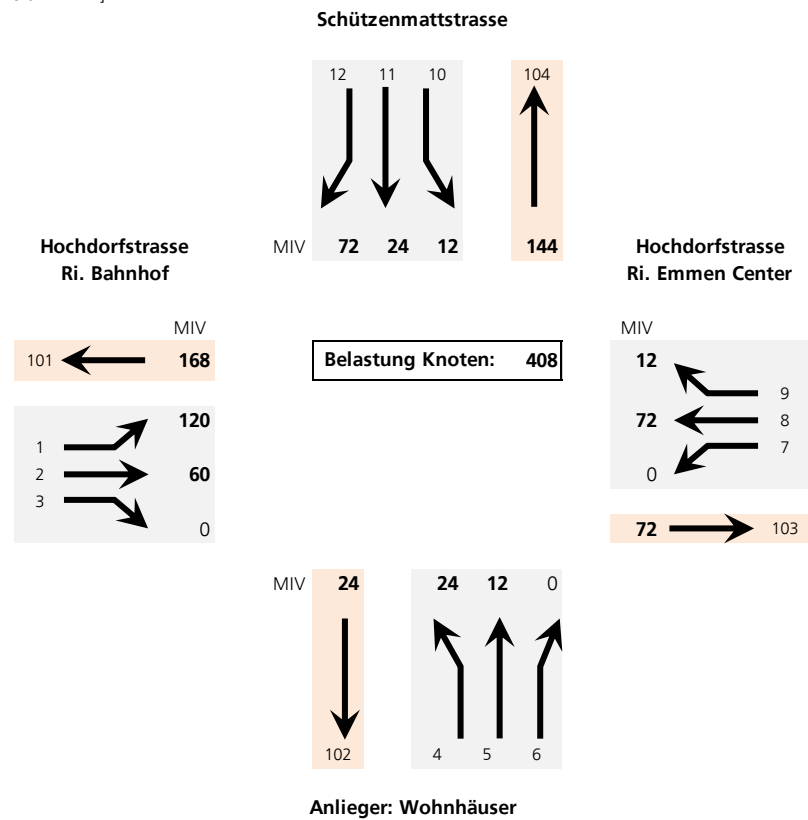 Schützenmattstrasse
12 11 10 104
MIV 72 24 12 144
Hochdorfstrasse
Ri. Bahnhof
Hochdorfstrasse
Ri. Emmen Center
MIV
101 168
120
1
2 60
3
0
Belastung Knoten: 408
MIV
12
9
72 8
7
0
72 103
MIV 24 24 12 0
102 4 5 6
Anlieger: Wohnhäuser